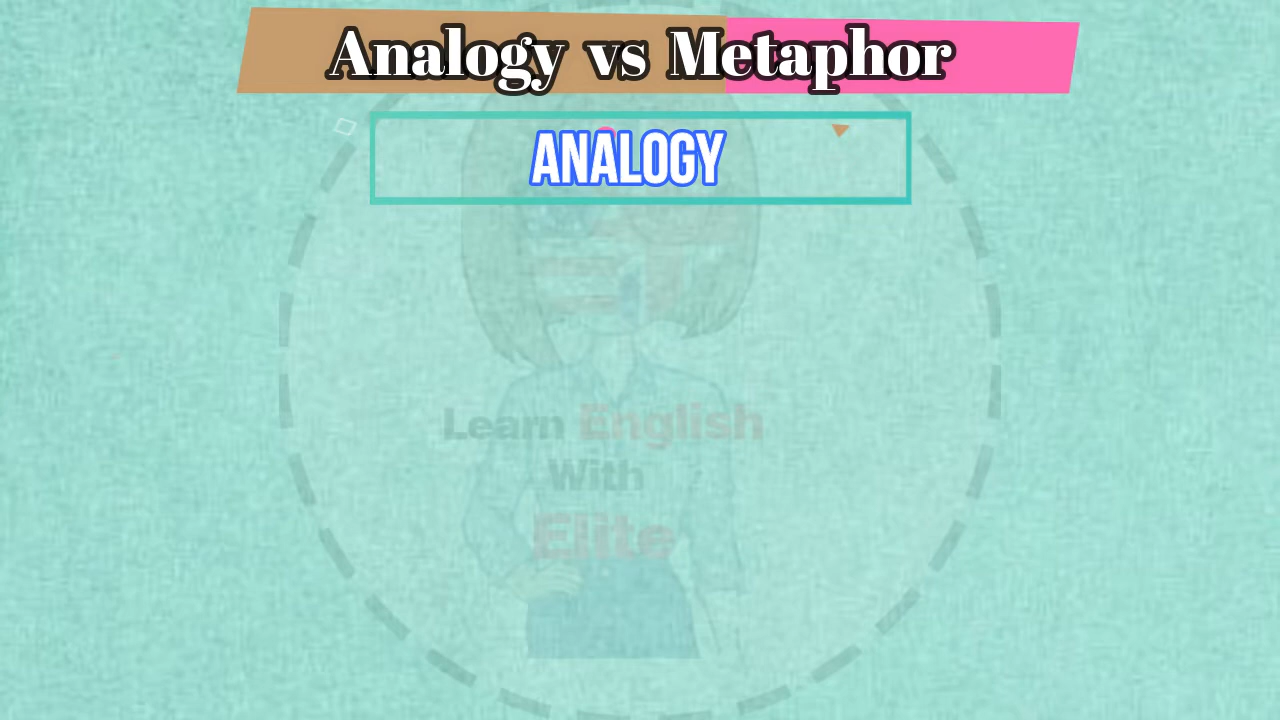 Analogy vs Metaphor
ANALOGY
Learn English
With
Elite